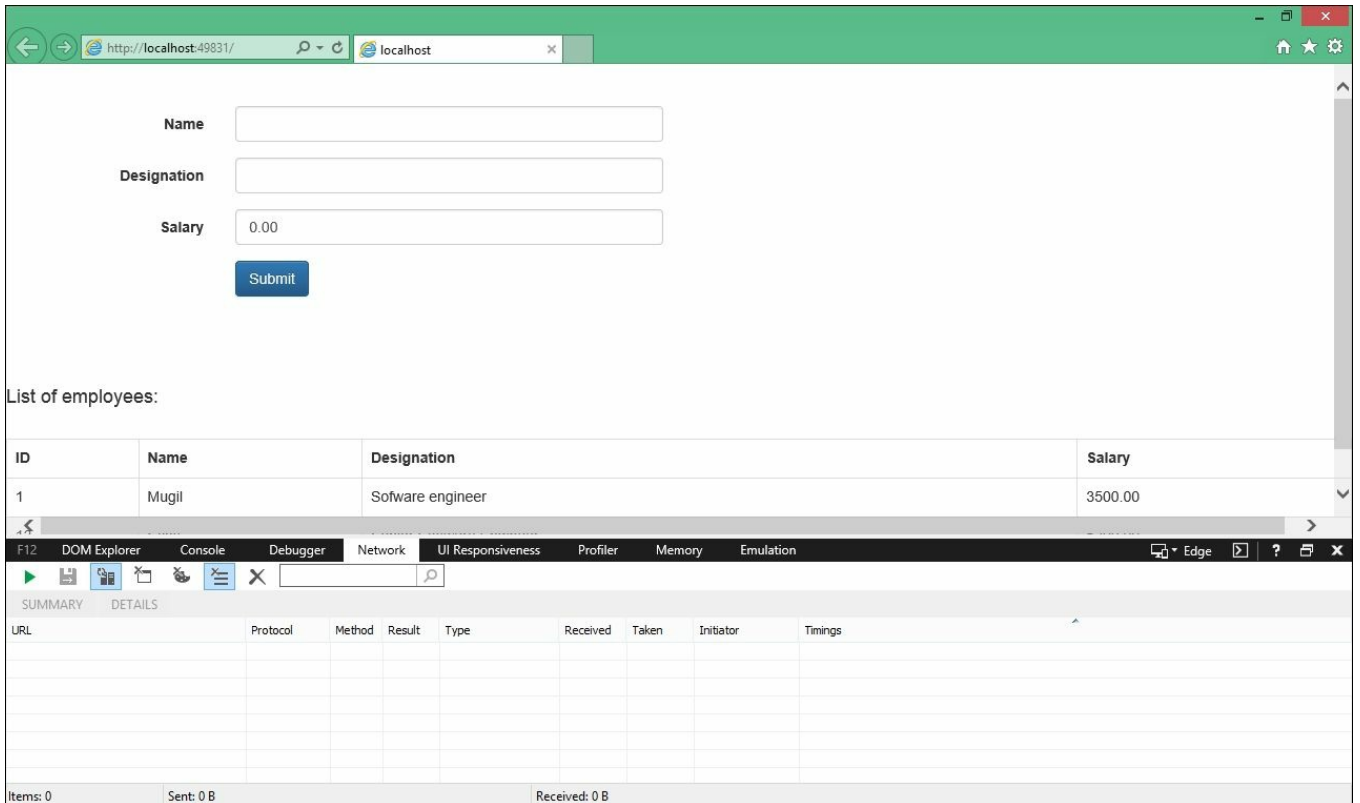 http://localhost:49831/ localhost
Name
Designation
Salary 0.00
Submit
List of employees:
ID Name Designation Salary
1 Mugil Sofware engineer 3500.00
F12 DOM Explorer Console Debugger Network UI Responsiveness Profiler Memory Emulation Edge ?
SUMMARY DETAILS
URL Protocol Method Result Type Received Taken Initiator Timings
Items: 0 Sent: 0 B Received: 0 B